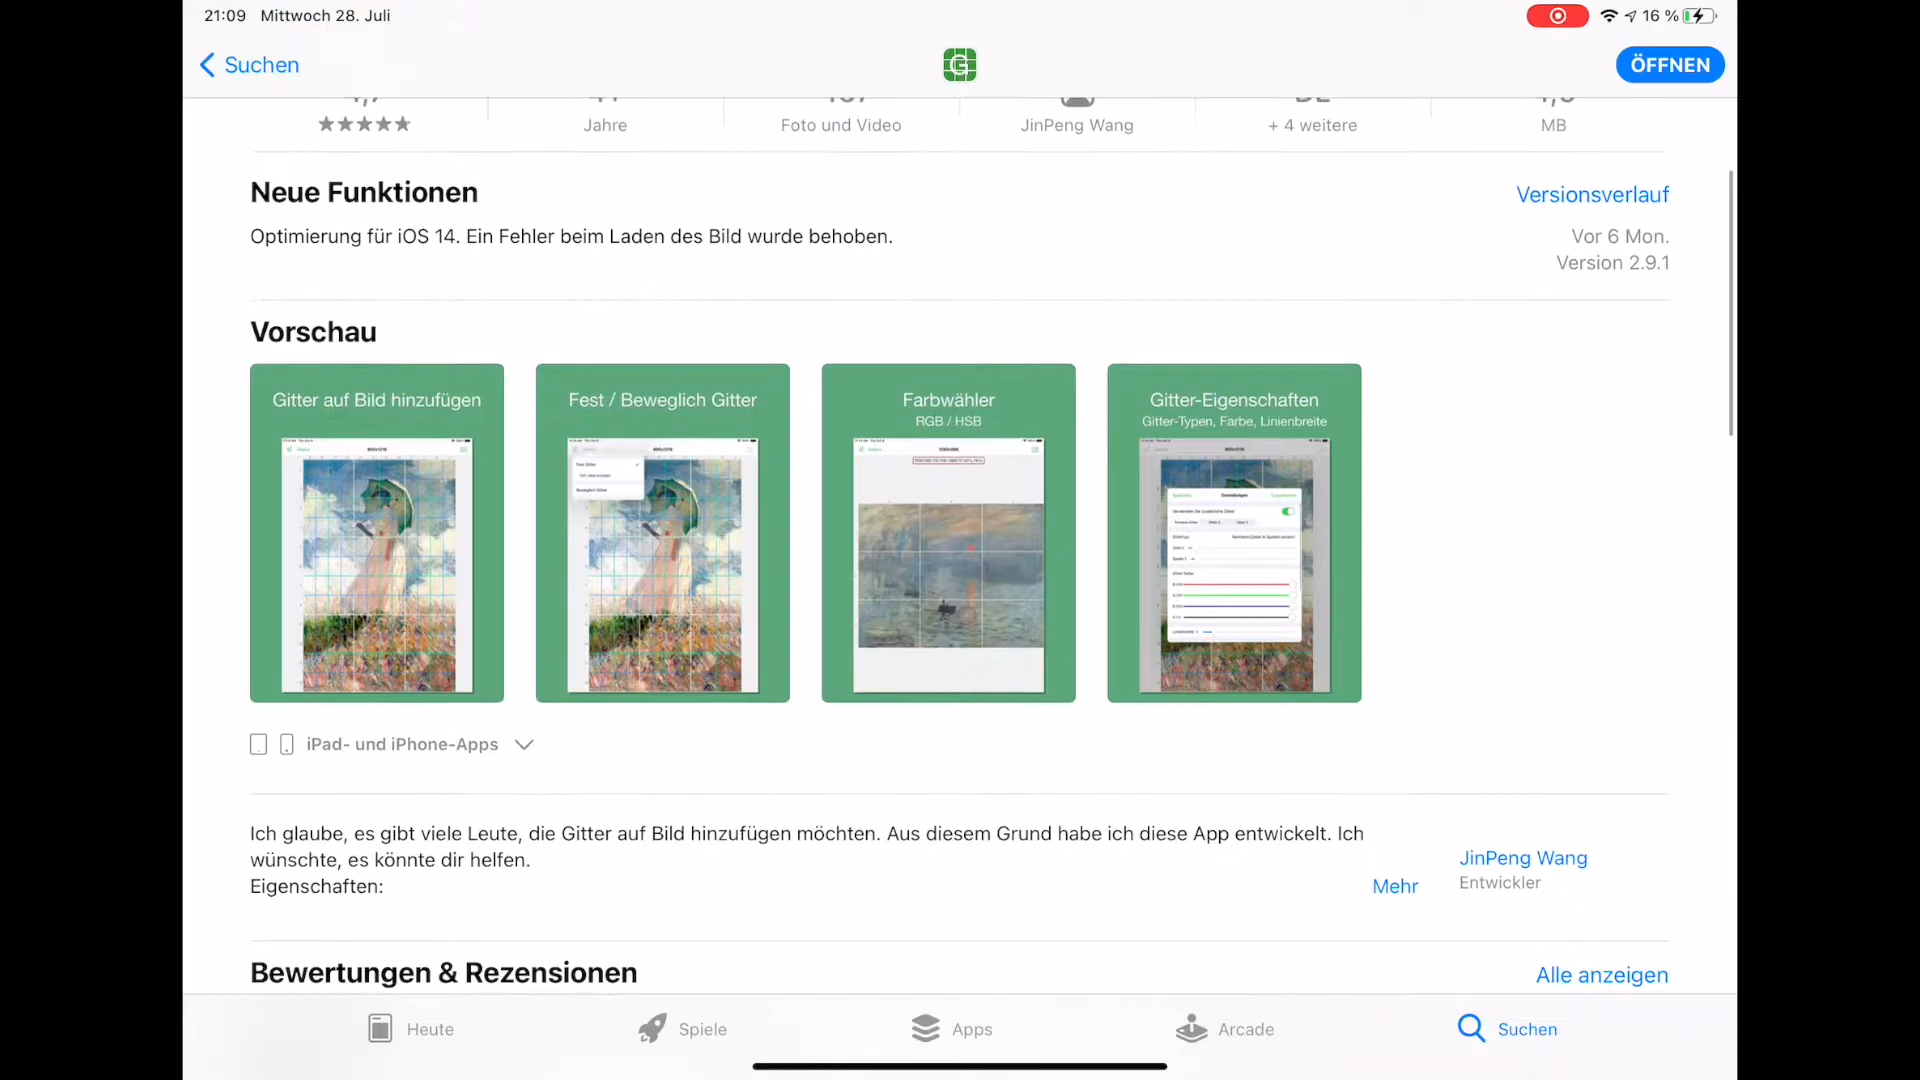 21:09 Mittwoch 28. Juli
16 %
Suchen
ÖFFNEN
Jahre
Foto und Video
JinPeng Wang
+ 4 weitere
MB
Neue Funktionen
Versionsverlauf
Optimierung für iOS 14. Ein Fehler beim Laden des Bild wurde behoben.
Vor 6 Mon.
Version 2.9.1
Vorschau
Gitter auf Bild hinzufügen
Fest / Beweglich Gitter
Farbwähler
RGB / HSB
Gitter-Eigenschaften
Gitter-Typen, Farbe, Linienbreite
iPad- und iPhone-Apps
Ich glaube, es gibt viele Leute, die Gitter auf Bild hinzufügen möchten. Aus diesem Grund habe ich diese App entwickelt. Ich
wünschte, es könnte dir helfen.
Eigenschaften:
Mehr
JinPeng Wang
Entwickler
Bewertungen & Rezensionen
Alle anzeigen
Heute
Spiele
Apps
Arcade
Suchen